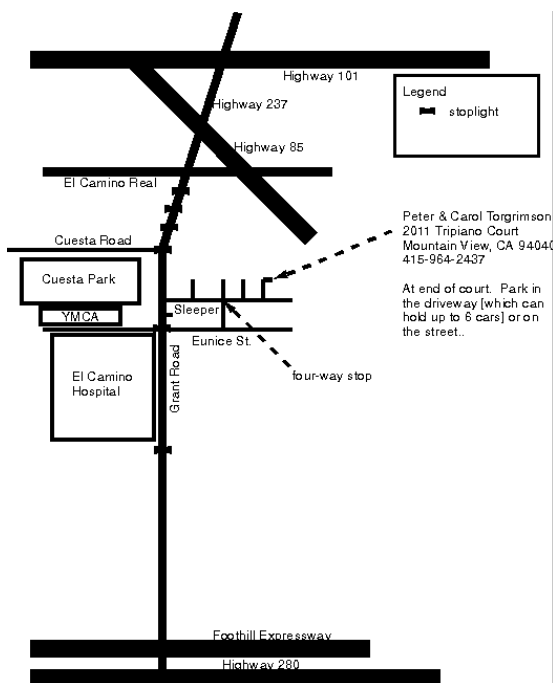 Highway 101
Highway 237
Highway 85
El Camino Real
Legend
stoplight
Peter & Carol Torgrimson
2011 Tripiano Court
Mountain View, CA 94040
415-964-2437
At end of court. Park in
the driveway [which can
hold up to 6 cars] or on
the street..
Cuesta Road
Cuesta Park
YMCA
Sleeper
Eunice St.
El Camino
Hospital
Grant Road
four-way stop
Foothill Expressway
Highway 280